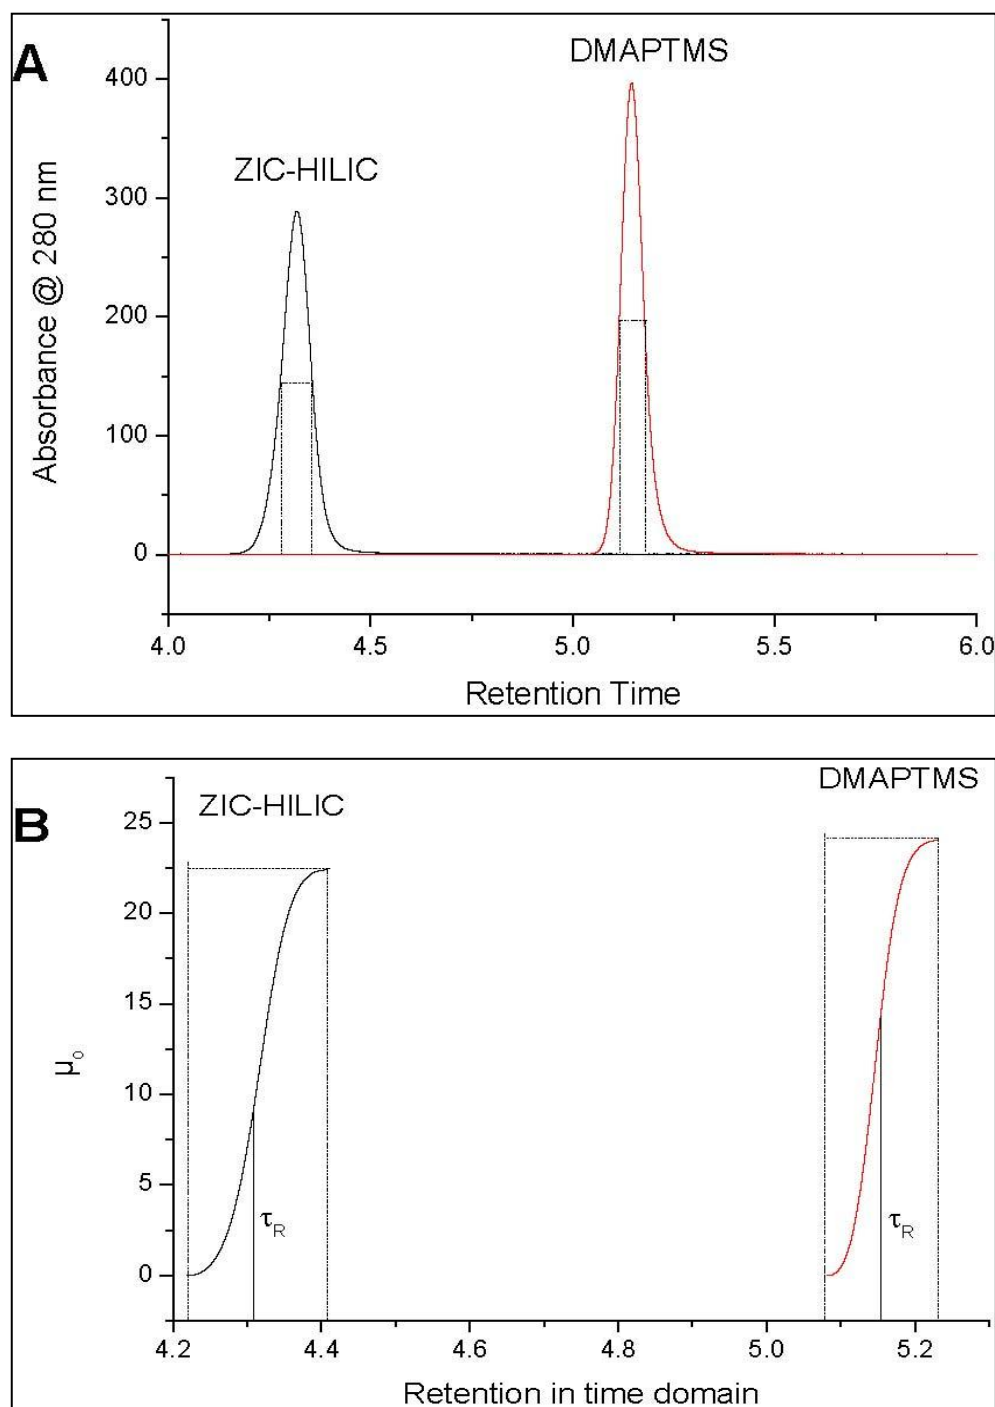 A
DMAPTMS
ZIC-HILIC
Absorbance @ 280 nm
400
300
200
100
0
4.0 4.5 5.0 5.5 6.0
Retention Time
B
ZIC-HILIC
DMAPTMS
μ₀
25
20
15
10
5
0
τR
τR
4.2 4.4 4.6 4.8 5.0 5.2
Retention in time domain